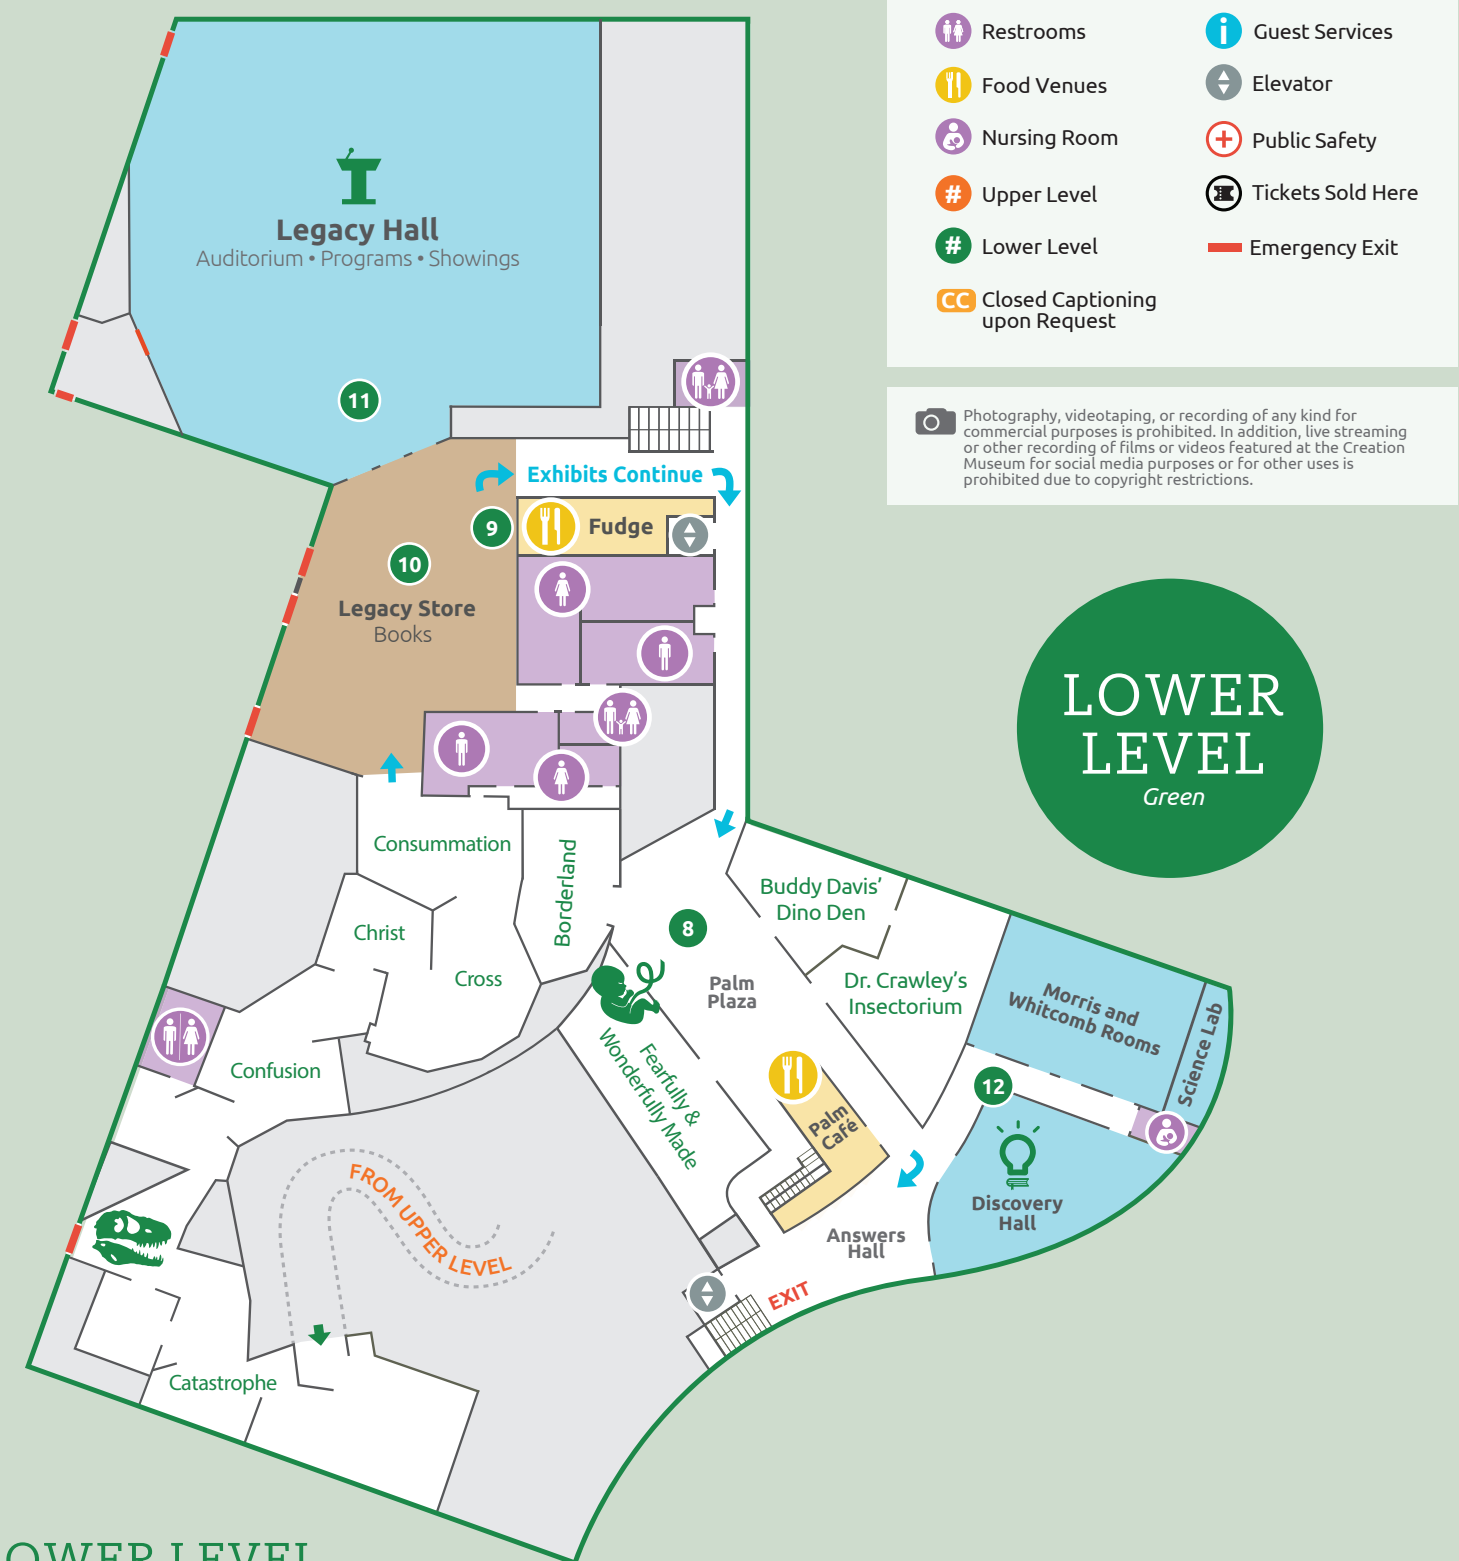 Restrooms
Guest Services
Food Venues
Elevator
Nursing Room
Public Safety
# Upper Level
Tickets Sold Here
# Lower Level
Emergency Exit
CC Closed Captioning
upon Request
Photography, videotaping, or recording of any kind for
commercial purposes is prohibited. In addition, live streaming
or other recording of films or videos featured at the Creation
Museum for social media purposes or for other uses is
prohibited due to copyright restrictions.
Legacy Hall
Auditorium • Programs • Showings
11
Exhibits Continue
9
Fudge
10
Legacy Store
Books
LOWER
LEVEL
Green
Consummation
Borderland
Buddy Davis’
Dino Den
Christ
8
Cross
Palm
Plaza
Dr. Crawley’s
Insectorium
Morris and
Whitcomb Rooms
Science Lab
Confusion
Fearfully &
Wonderfully Made
12
Palm
Café
FROM UPPER LEVEL
Discovery
Hall
Answers
Hall
EXIT
Catastrophe
OWER LEVEL